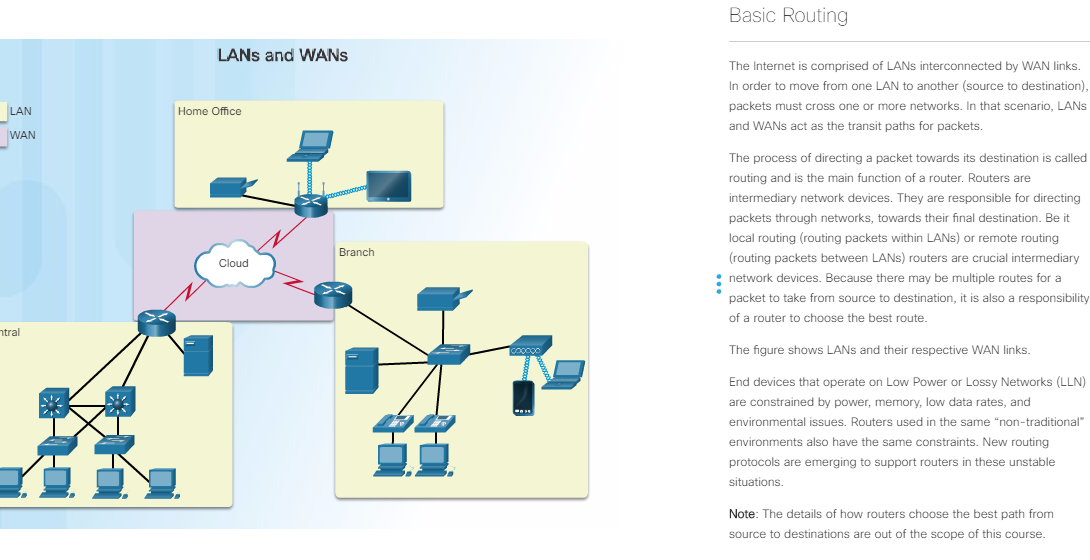 LANs and WANs
LAN
WAN
Home Office
Cloud
Branch
ntral
Basic Routing
The Internet is comprised of LANs interconnected by WAN links.
In order to move from one LAN to another (source to destination),
packets must cross one or more networks. In that scenario, LANs
and WANs act as the transit paths for packets.
The process of directing a packet towards its destination is called
routing and is the main function of a router. Routers are
intermediary network devices. They are responsible for directing
packets through networks, towards their final destination. Be it
local routing (routing packets within LANs) or remote routing
(routing packets between LANs) routers are crucial intermediary
network devices. Because there may be multiple routes for a
packet to take from source to destination, it is also a responsibility
of a router to choose the best route.
The figure shows LANs and their respective WAN links.
End devices that operate on Low Power or Lossy Networks (LLN)
are constrained by power, memory, low data rates, and
environmental issues. Routers used in the same “non-traditional”
environments also have the same constraints. New routing
protocols are emerging to support routers in these unstable
situations.
Note: The details of how routers choose the best path from
source to destinations are out of the scope of this course.